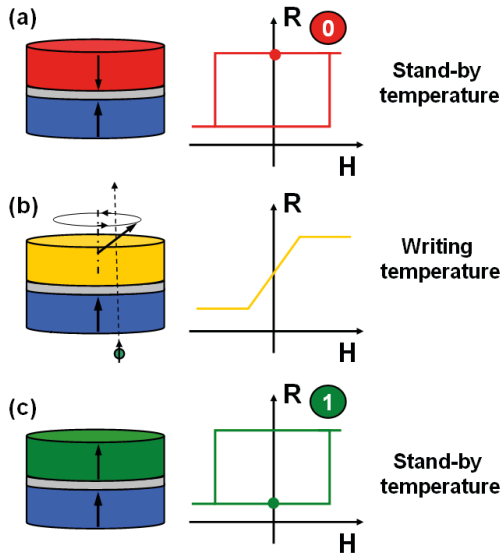 (a)
R
0
Stand-by
temperature
H
(b)
R
Writing
temperature
H
(c)
R
1
Stand-by
temperature
H